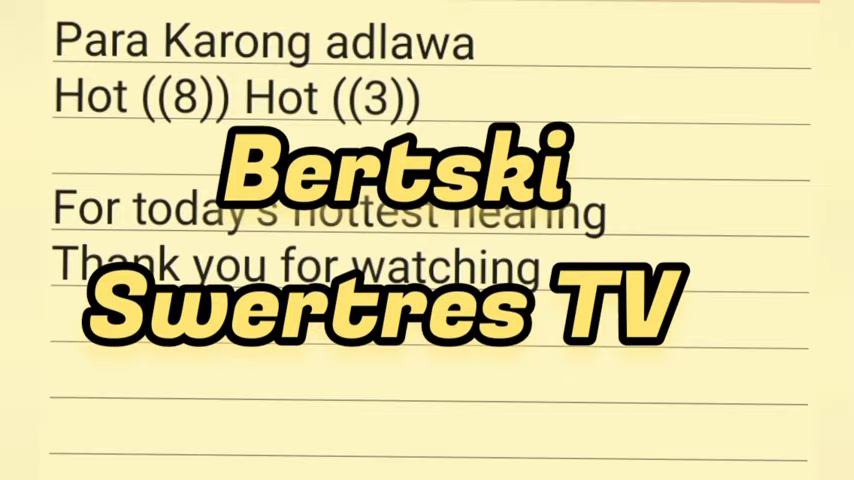 Para Karong adlawa
Hot ((8)) Hot ((3))
Bertski
For today's hottest hearing
Thank you for watching
Swertres TV